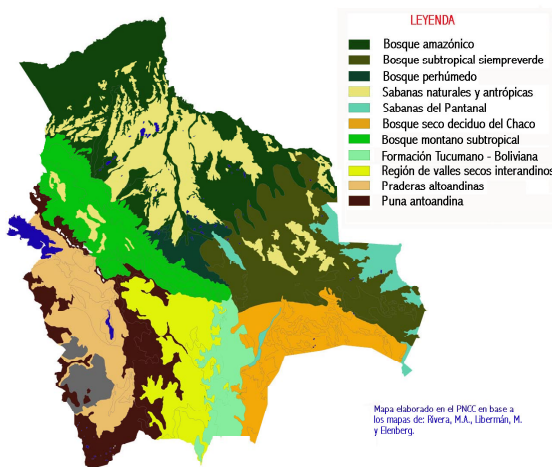 LEYENDA
Bosque amazónico
Bosque subtropical siempreverde
Bosque perhúmedo
Sabanas naturales y antrópicas
Sabanas del Pantanal
Bosque seco deciduo del Chaco
Bosque montano subtropical
Formación Tucumano - Boliviana
Región de valles secos interandinos
Praderas altoandinas
Puna antoandina
Mapa elaborado en el PNCC en base a
los mapas de: Rivera, M.A., Libermán, M.
y Elenberg.